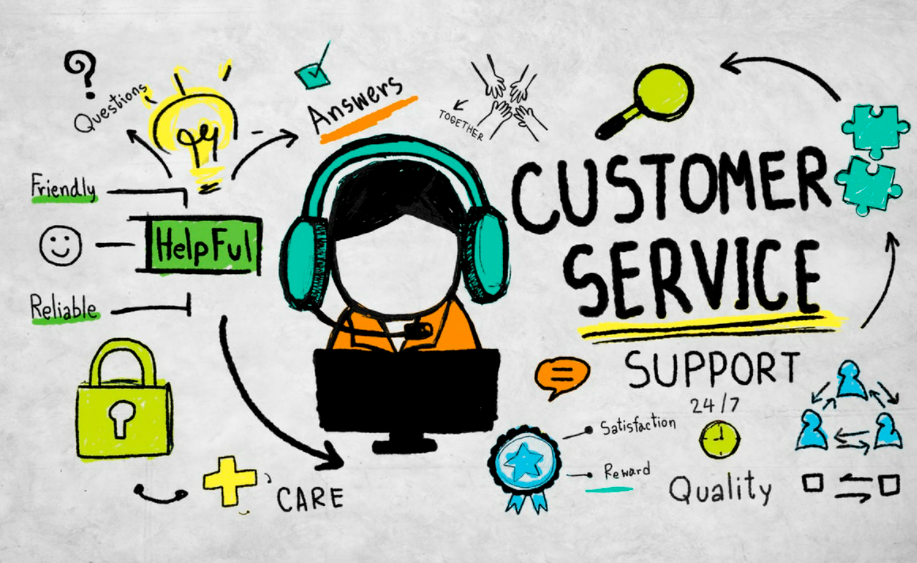 Questions
Answers
TOGETHER
Friendly
HelpFul
Reliable
CUSTOMER
SERVICE
SUPPORT
24/7
Satisfaction
Reward
Quality
CARE